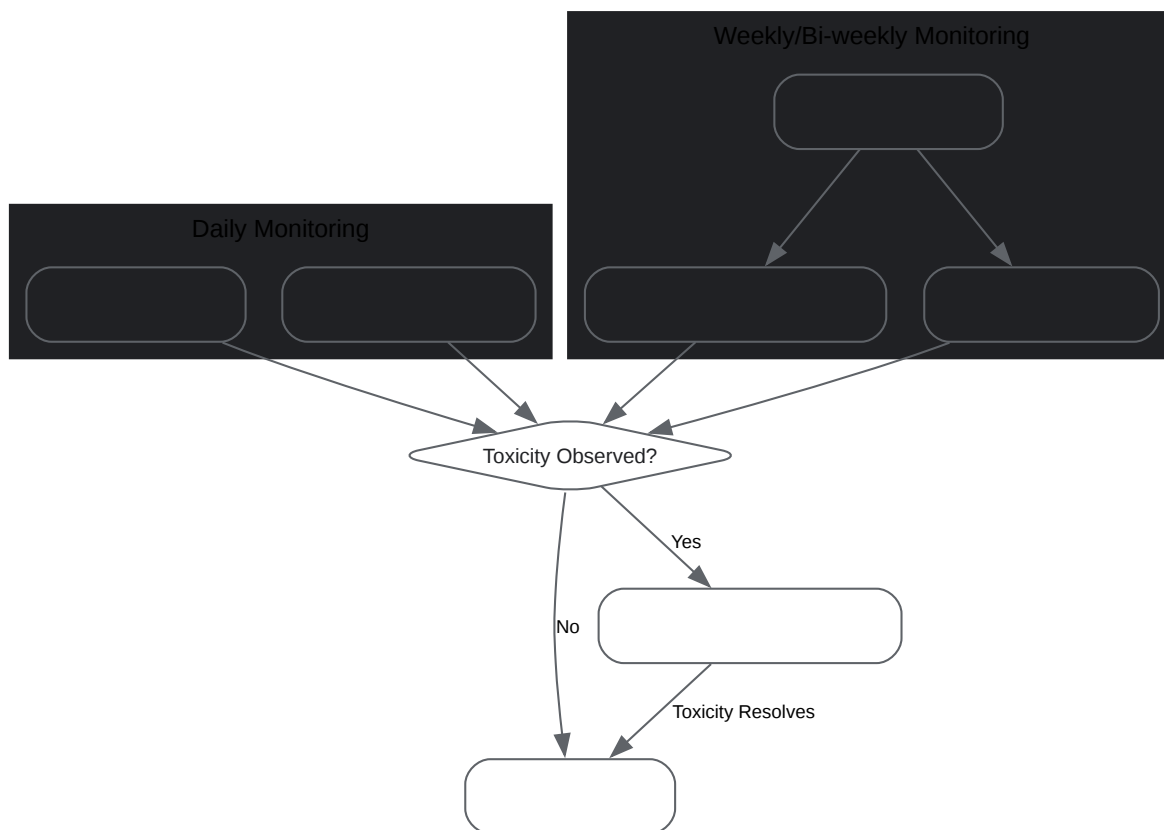 Weekly/Bi-weekly Monitoring
Daily Monitoring
Toxicity Observed?
Yes
No
Toxicity Resolves